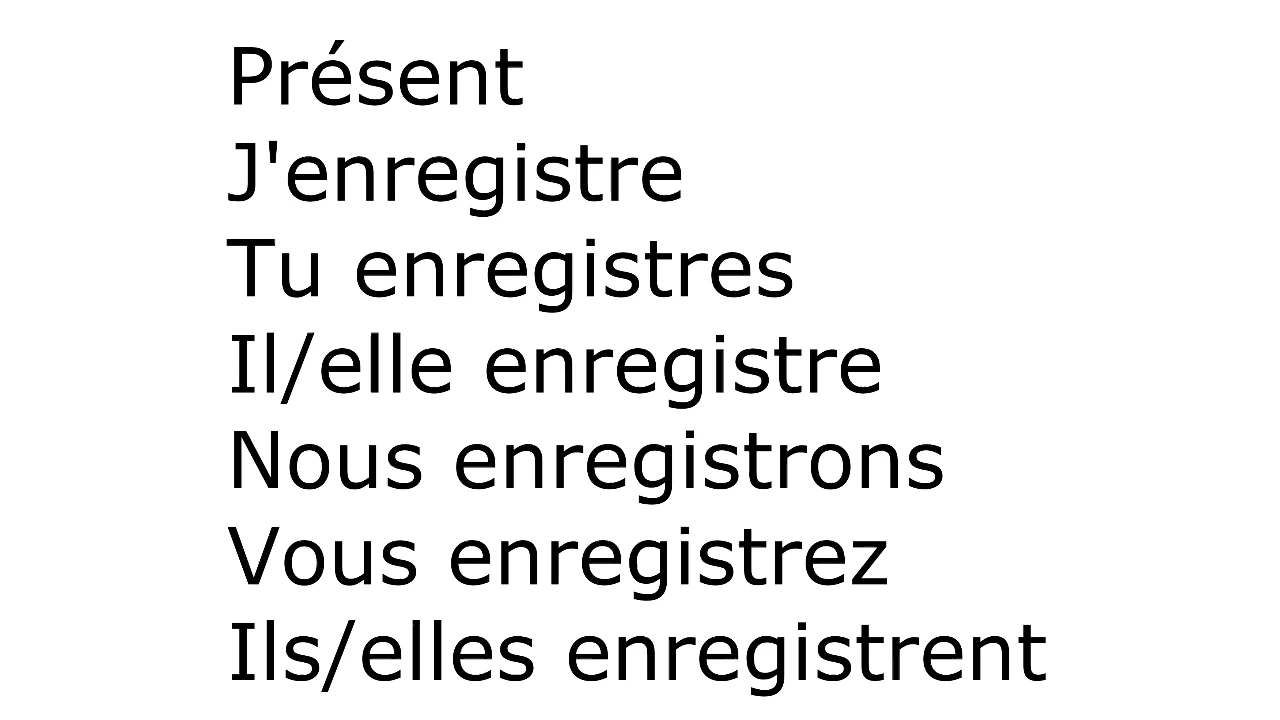 Présent
J'enregistre
Tu enregistres
Il/elle enregistre
Nous enregistrons
Vous enregistrez
Ils/elles enregistrent